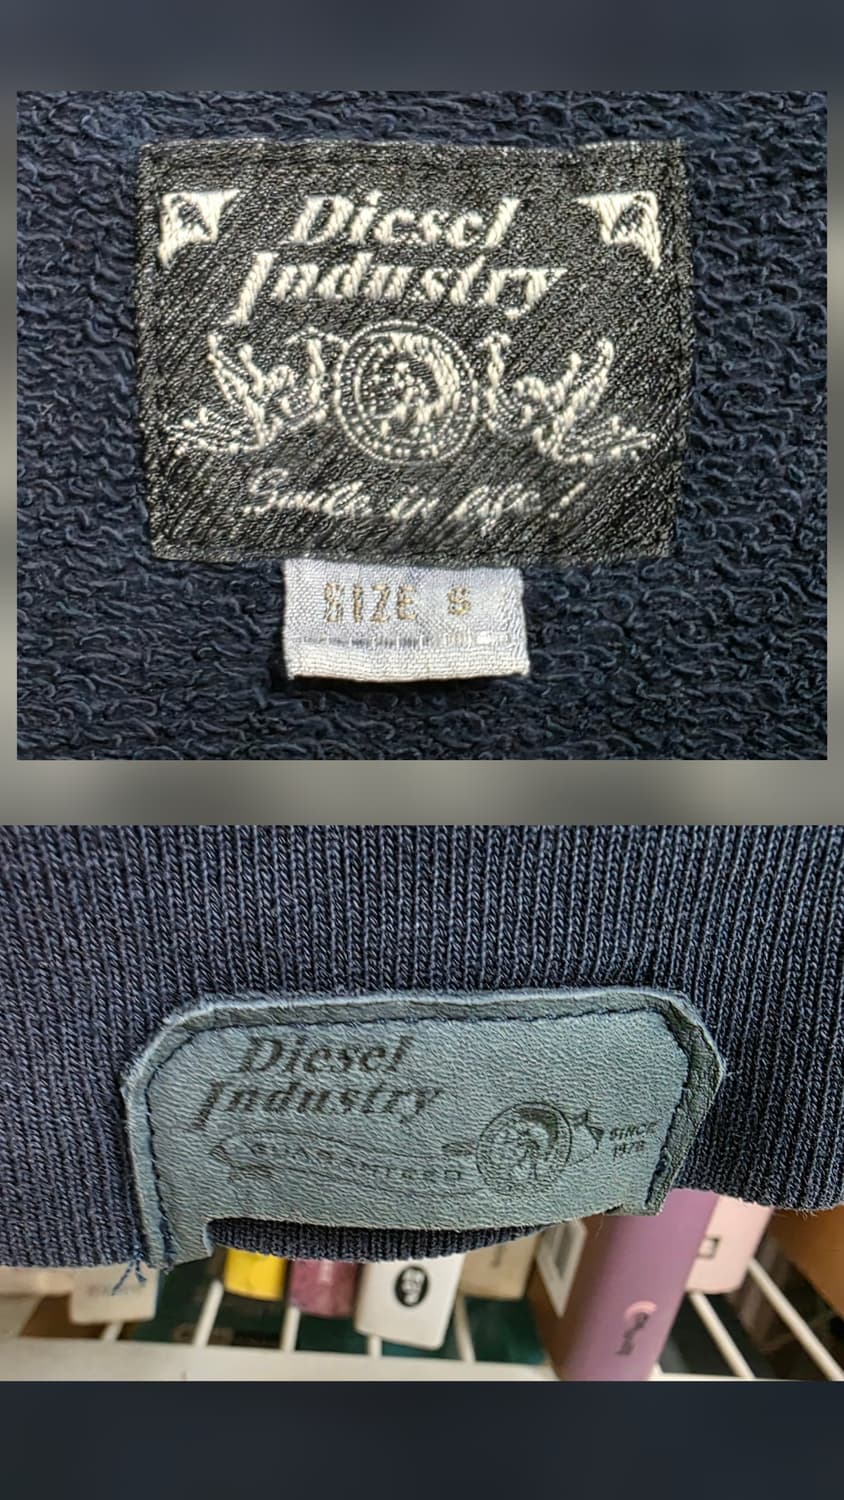 Diesel
Industry
Smile in life!
SIZE S
Diesel
Industry
GUARANTEED
SINCE
1978